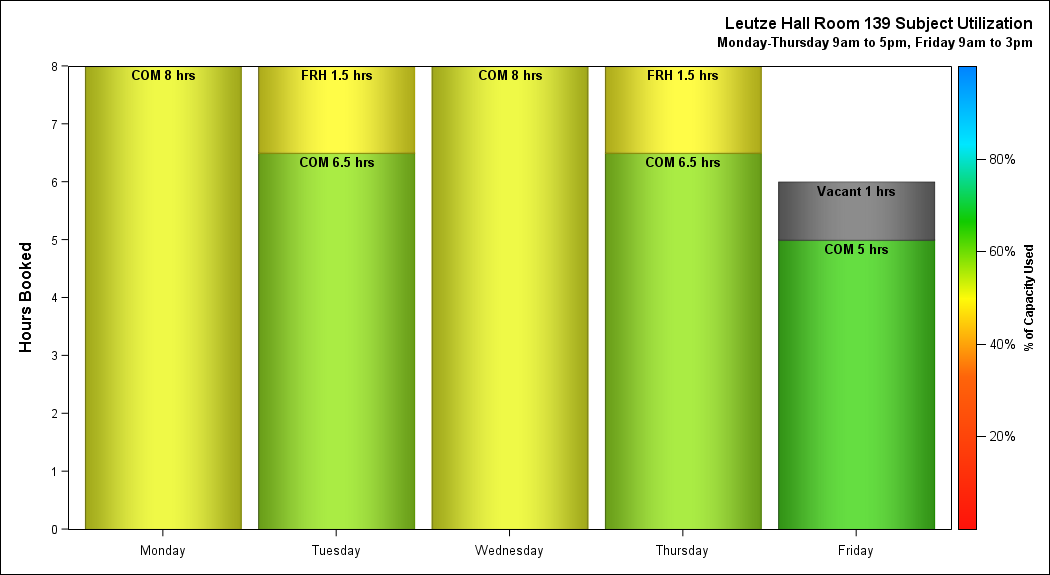 Leutze Hall Room 139 Subject Utilization
Monday-Thursday 9am to 5pm, Friday 9am to 3pm
Hours Booked
8
7
6
5
4
3
2
1
0
COM 8 hrs
FRH 1.5 hrs
COM 6.5 hrs
COM 8 hrs
FRH 1.5 hrs
COM 6.5 hrs
Vacant 1 hrs
COM 5 hrs
Monday
Tuesday
Wednesday
Thursday
Friday
80%
60%
40%
20%
% of Capacity Used